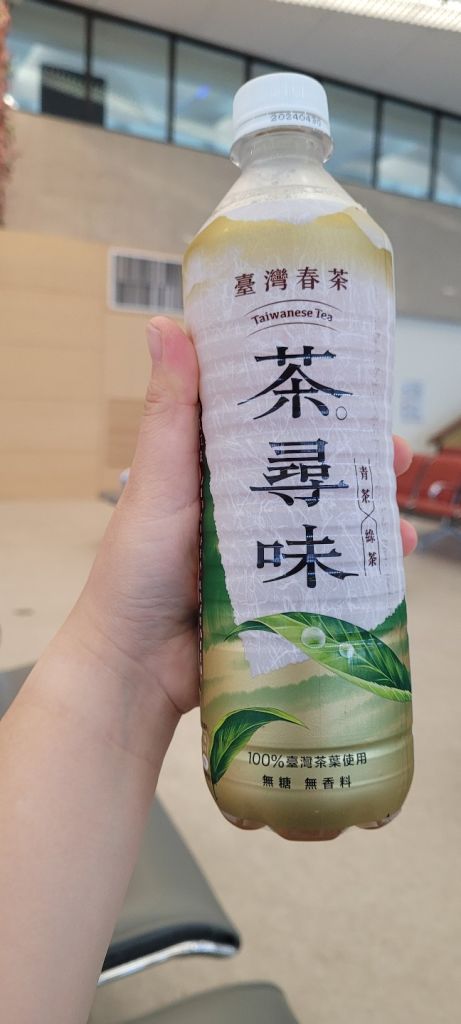 20240430
臺灣春茶
Taiwanese Tea
茶。尋味
青茶 綠茶
100%臺灣茶葉使用
無糖 無香料